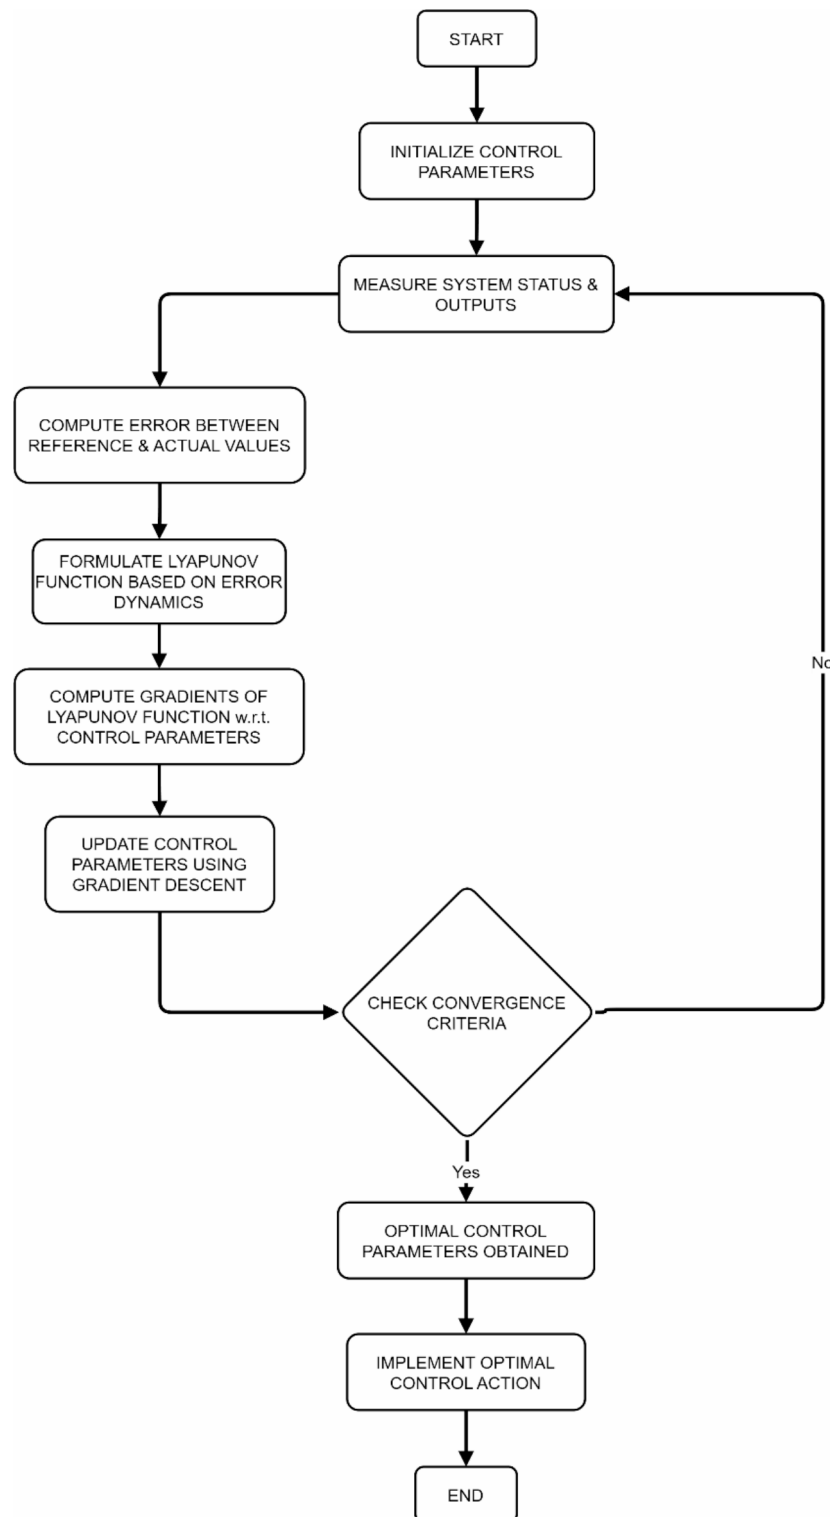 START
INITIALIZE CONTROL
PARAMETERS
MEASURE SYSTEM STATUS &
OUTPUTS
COMPUTE ERROR BETWEEN
REFERENCE & ACTUAL VALUES
FORMULATE LYAPUNOV
FUNCTION BASED ON ERROR
DYNAMICS
COMPUTE GRADIENTS OF
LYAPUNOV FUNCTION w.r.t.
CONTROL PARAMETERS
UPDATE CONTROL
PARAMETERS USING
GRADIENT DESCENT
CHECK CONVERGENCE
CRITERIA
No
Yes
OPTIMAL CONTROL
PARAMETERS OBTAINED
IMPLEMENT OPTIMAL
CONTROL ACTION
END